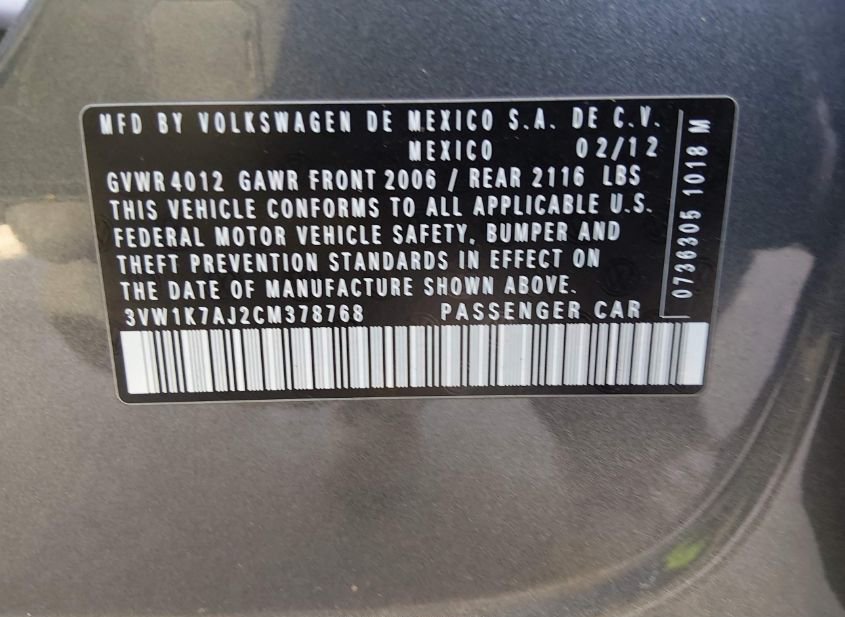 MFD BY VOLKSWAGEN DE MEXICO S.A. DE C.V.
MEXICO 02/12
GVWR 4012 GAWR FRONT 2006 / REAR 2116 LBS
THIS VEHICLE CONFORMS TO ALL APPLICABLE U.S.
FEDERAL MOTOR VEHICLE SAFETY, BUMPER AND
THEFT PREVENTION STANDARDS IN EFFECT ON
THE DATE OF MANUFACTURE SHOWN ABOVE.
3VW1K7AJ2CM378768 PASSENGER CAR
0736305 1018 M